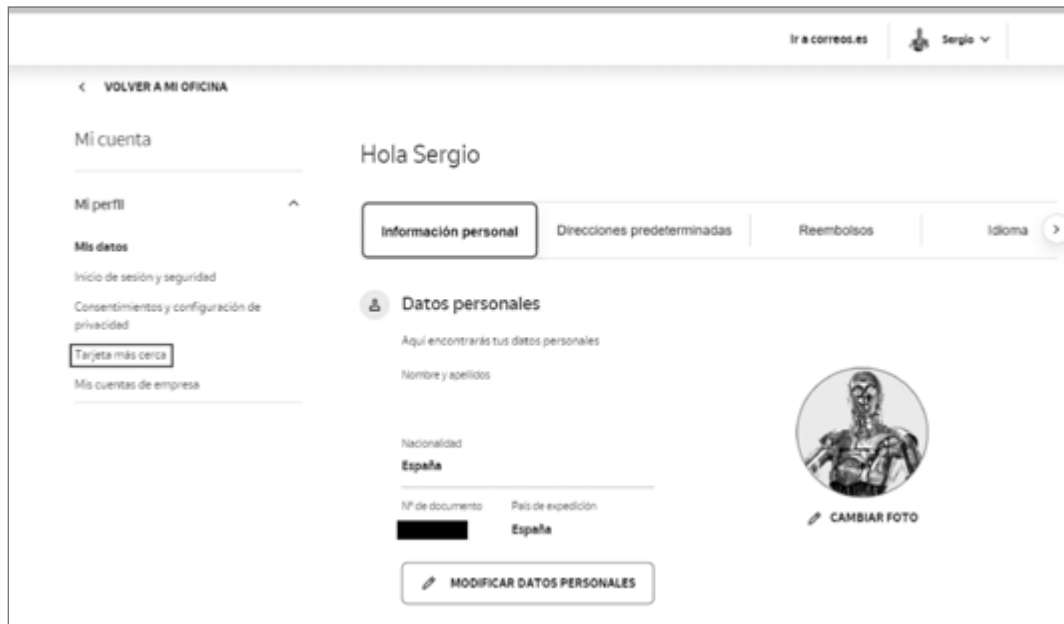 Ir a correos.es
Sergio
VOLVER A MI OFICINA
Mi cuenta
Mi perfil
Mis datos
Inicio de sesión y seguridad
Consentimientos y configuración de
privacidad
Tarjeta más cerca
Mis cuentas de empresa
Hola Sergio
Información personal
Direcciones predeterminadas
Reembolsos
Idioma
Datos personales
Aquí encontrarás tus datos personales
Nombre y apellidos
Nacionalidad
España
Nº de documento
País de expedición
España
MODIFICAR DATOS PERSONALES
CAMBIAR FOTO